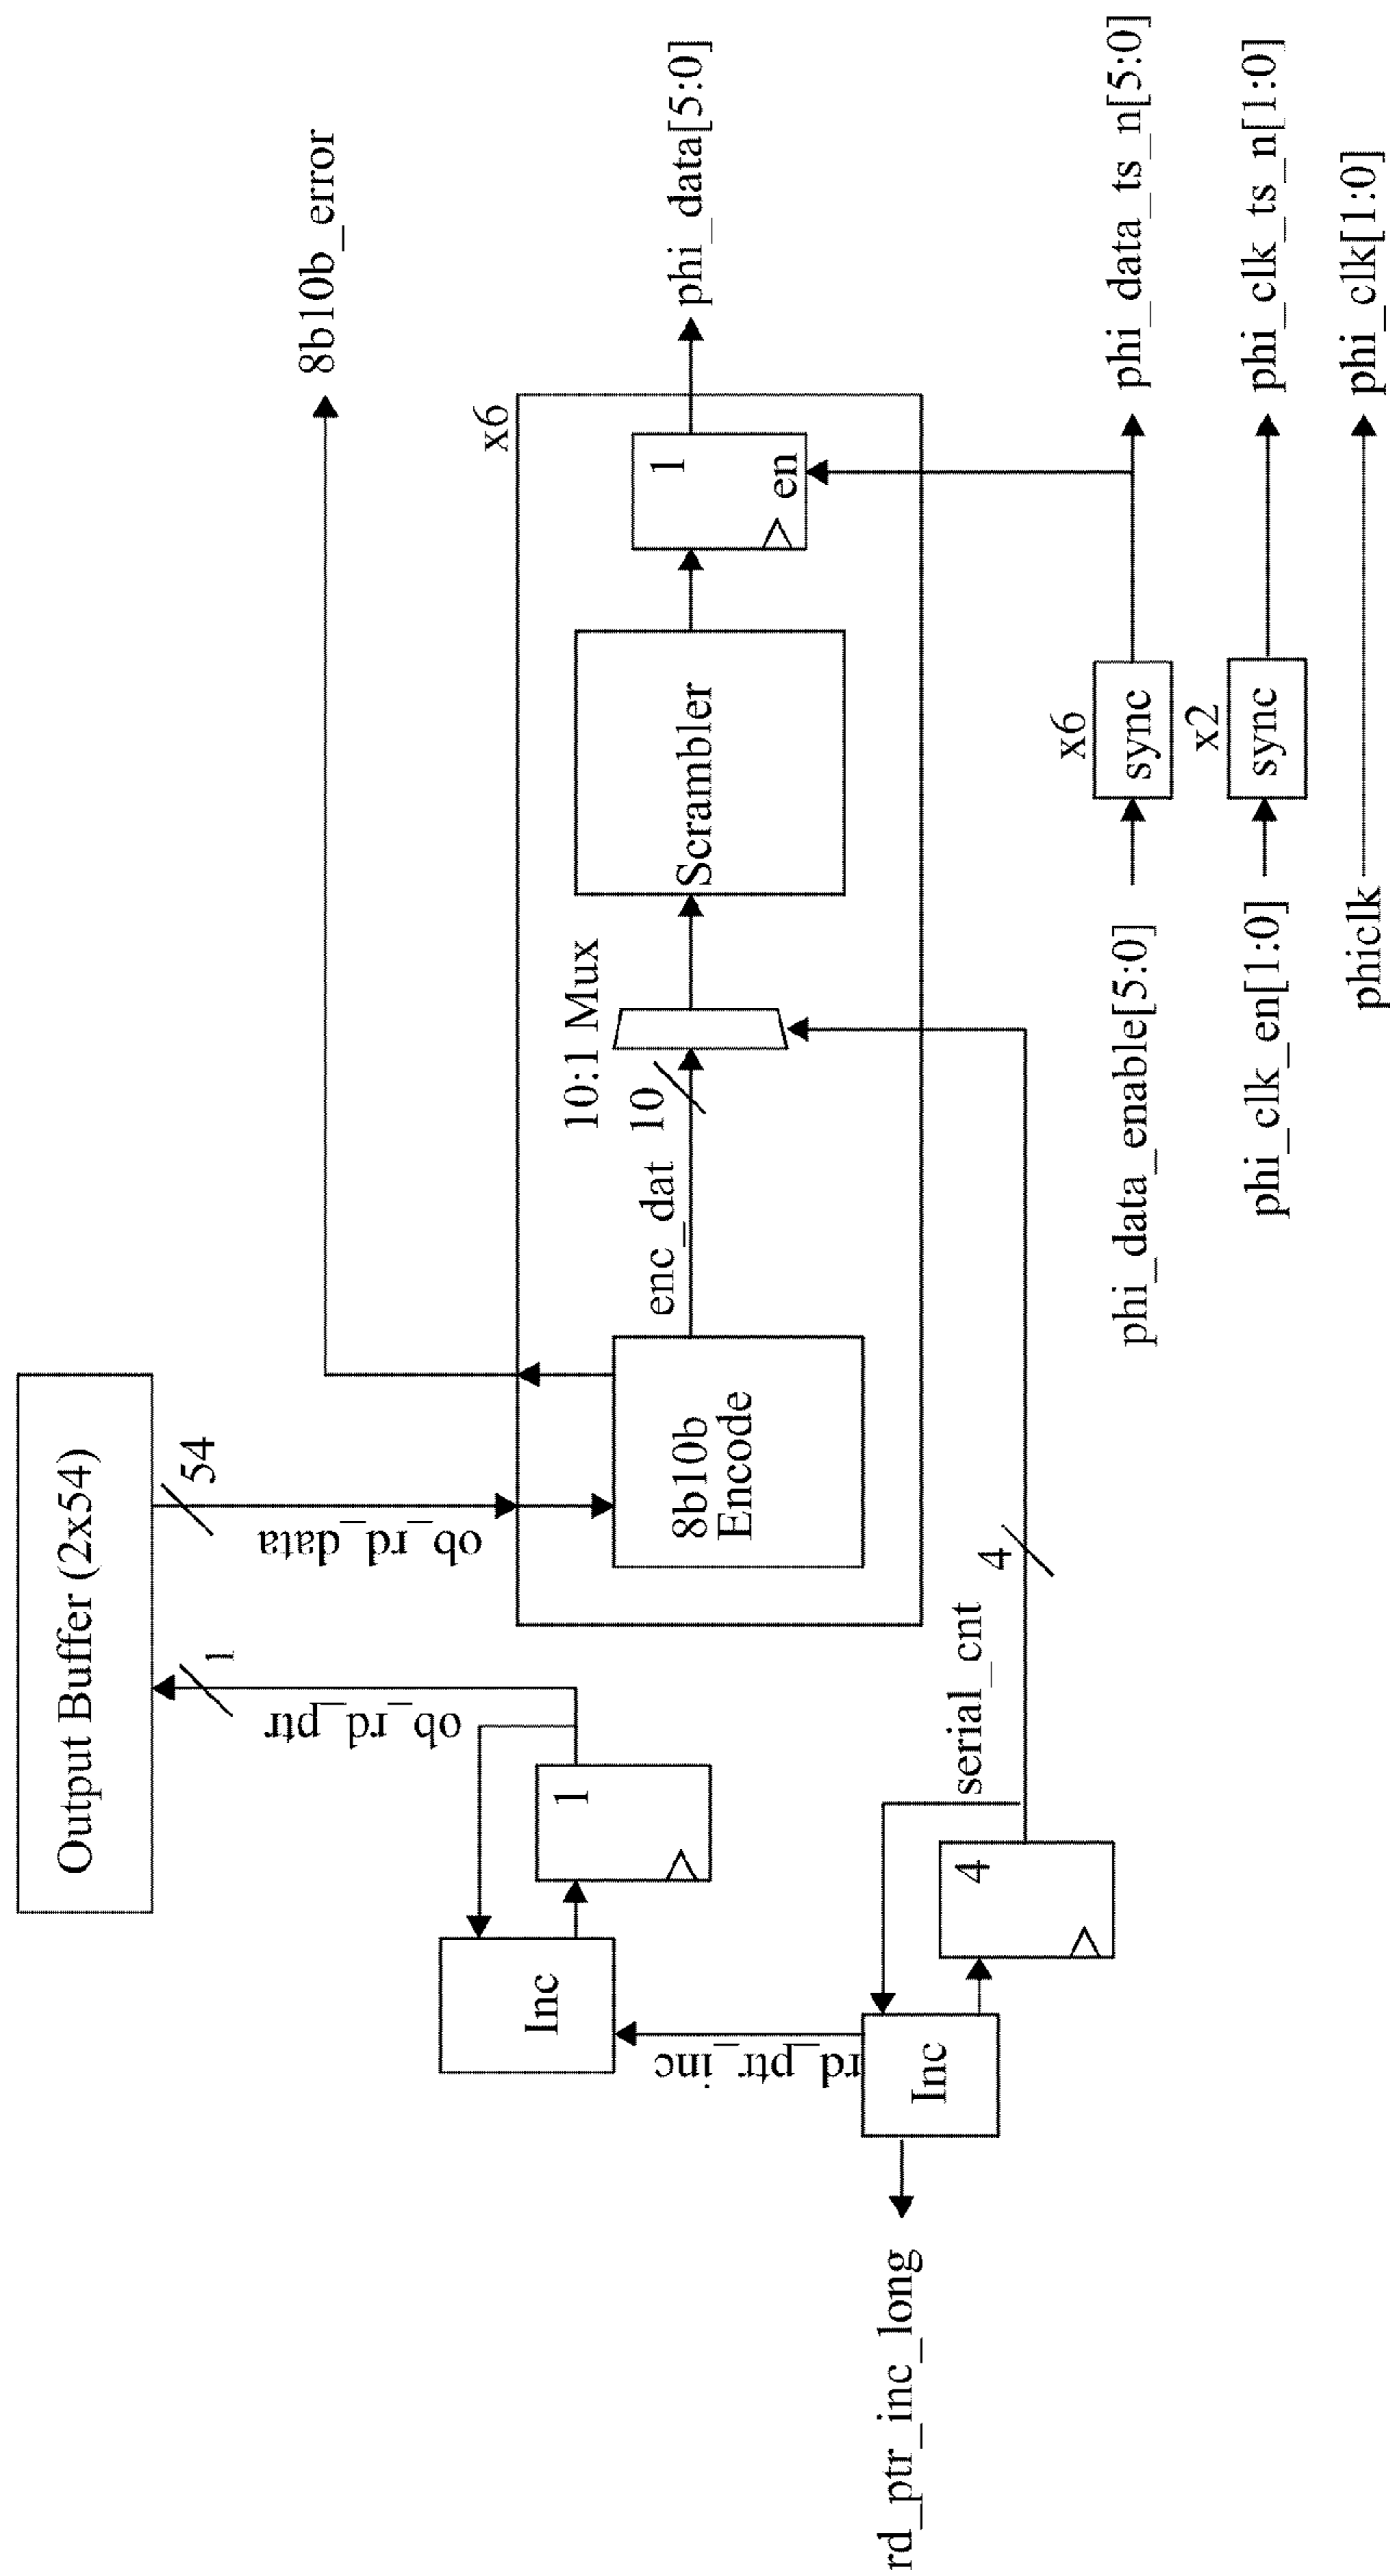 Output Buffer (2x54)
8b10b_error
54
1
ob_rd_data
ob_rd_ptr
x6
1
Inc
10:1 Mux
10
enc_dat
8b10b
Encode
Scrambler
1
en
phi_data[5:0]
rd_ptr_inc
Inc
4
serial_cnt
4
rd_ptr_inc_long
x6
phi_data_enable[5:0]
sync
phi_data_ts_n[5:0]
x2
phi_clk_en[1:0]
sync
phi_clk_ts_n[1:0]
phiclk
phi_clk[1:0]